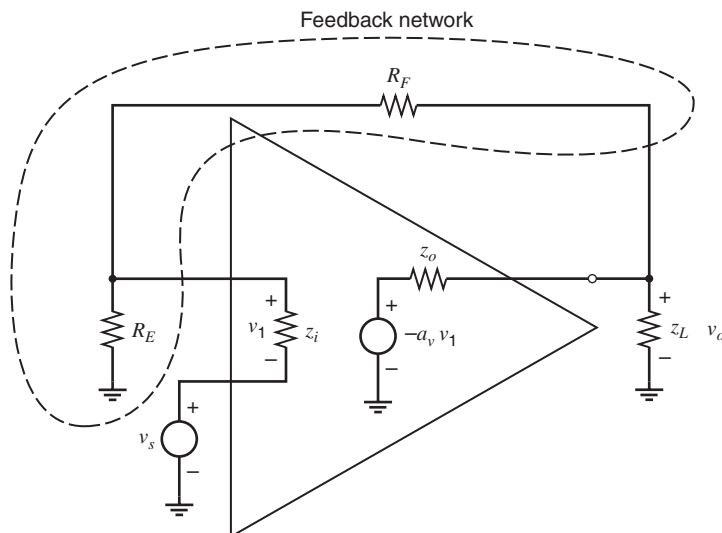 Feedback network
R_F
z_o
+
+
+
+
R_E
v_1
z_i
−a_v v_1
z_L
v_o
−
−
−
+
v_s
−